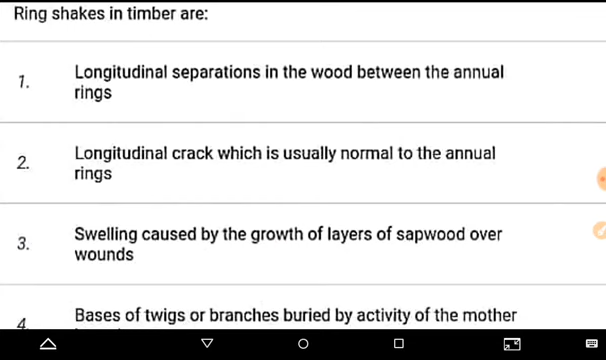 Ring shakes in timber are:
1.
Longitudinal separations in the wood between the annual
rings
2.
Longitudinal crack which is usually normal to the annual
rings
3.
Swelling caused by the growth of layers of sapwood over
wounds
4.
Bases of twigs or branches buried by activity of the mother